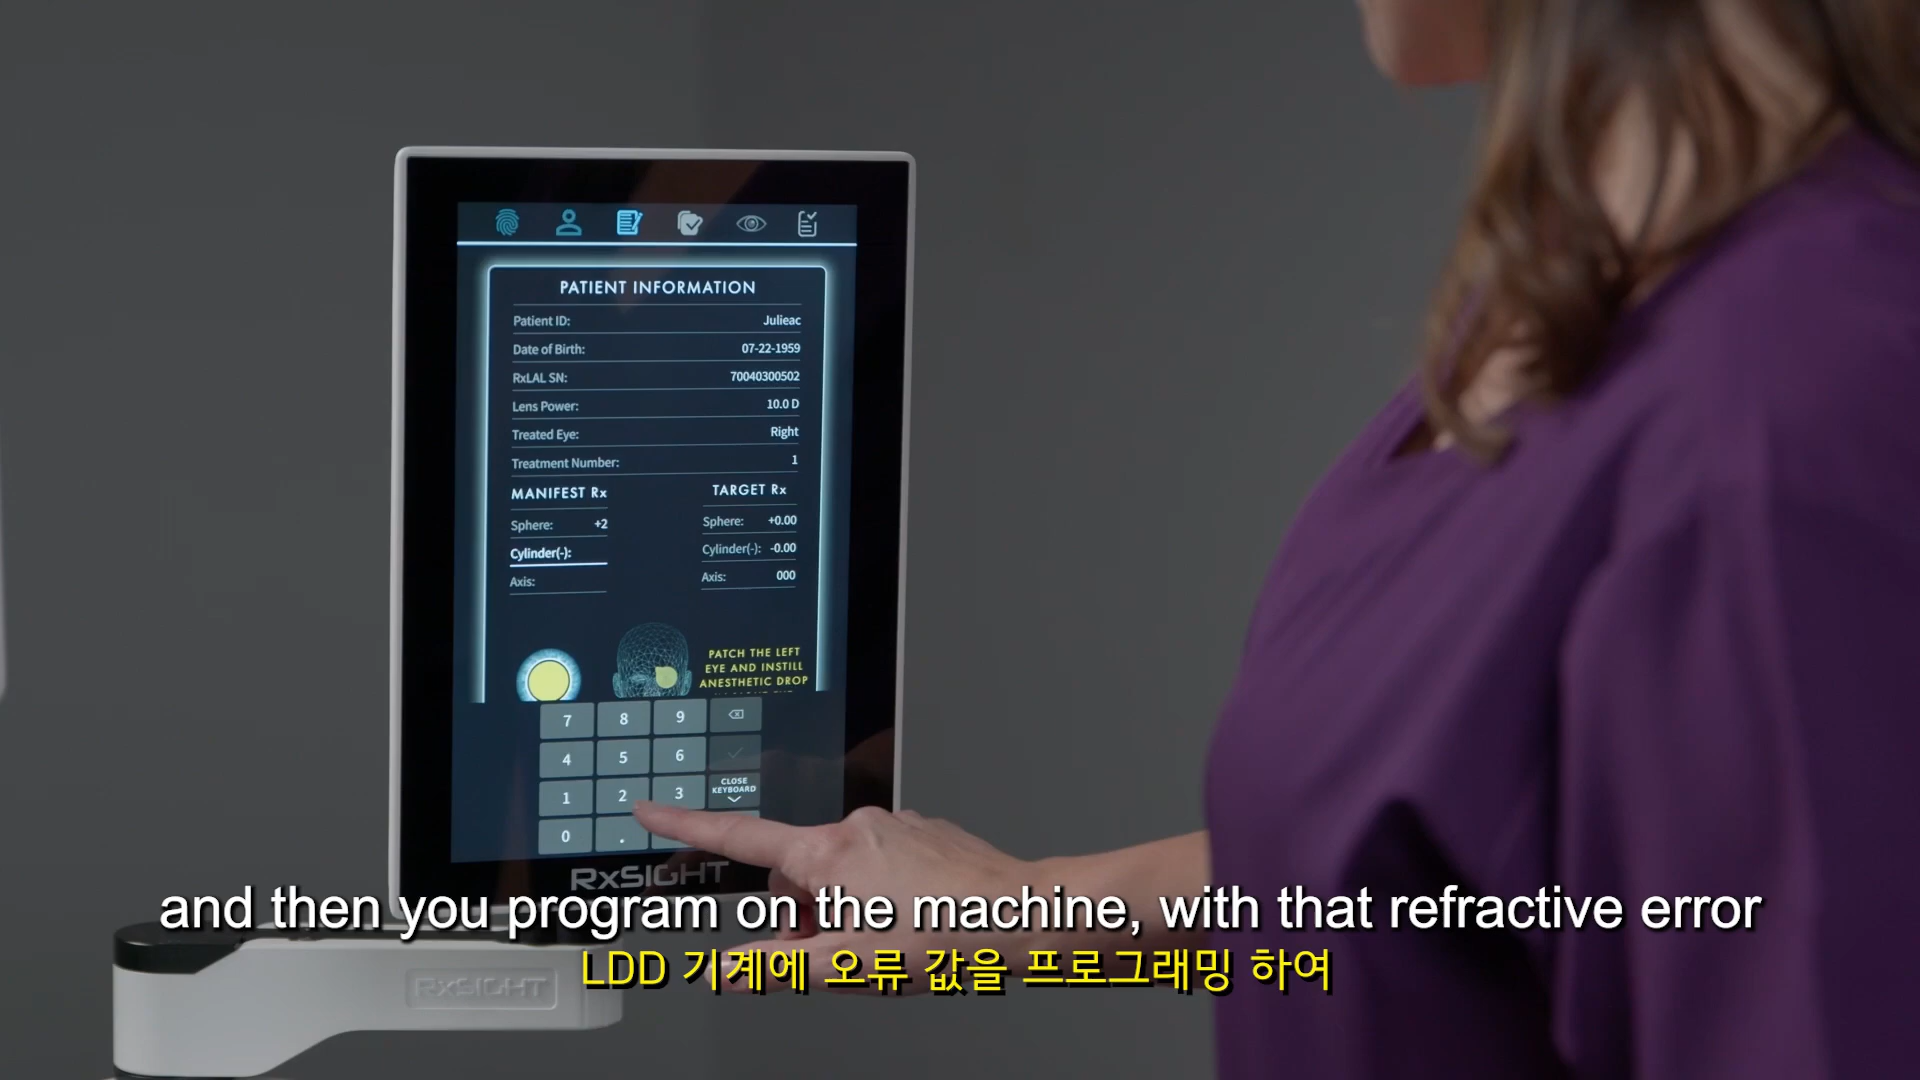 PATIENT INFORMATION
Patient ID: Julieac
Date of Birth: 07-22-1959
RxLAL SN: 70040300502
Lens Power: 10.0 D
Treated Eye: Right
Treatment Number: 1
MANIFEST Rx
Sphere: +2
Cylinder(-):
Axis:
TARGET Rx
Sphere: +0.00
Cylinder(-): -0.00
Axis: 000
PATCH THE LEFT
EYE AND INSTILL
ANESTHETIC DROP
7 8 9
4 5 6
1 2 3 CLOSE
KEYBOARD
0 .
RxSIGHT
and then you program on the machine, with that refractive error
LDD 기계에 오류 값을 프로그래밍 하여
RxSIGHT